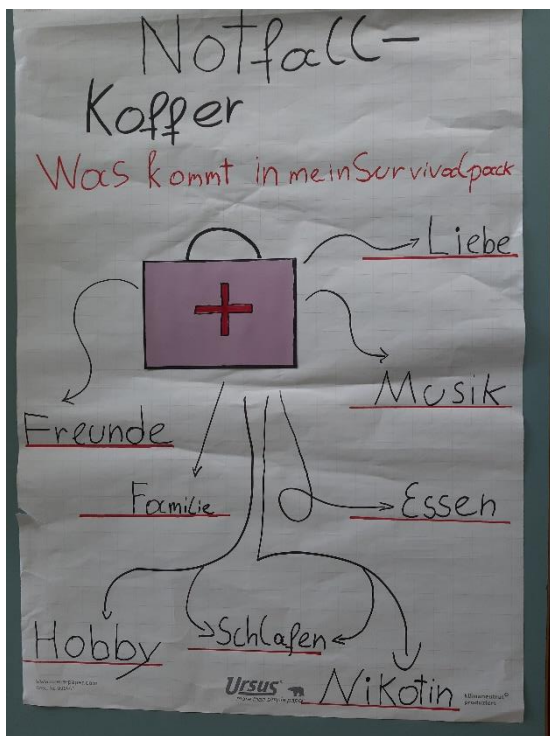 Notfall-
Koffer
Was kommt in mein Survivalpack
Liebe
Musik
Freunde
Familie
Essen
Hobby
Schlafen
Nikotin
Ursus